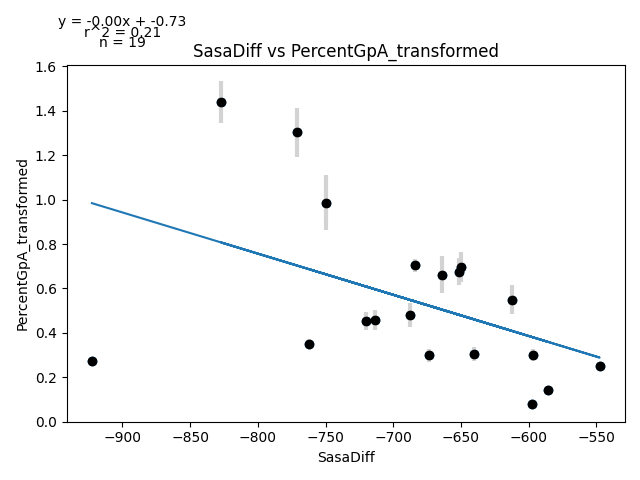 y = -0.00x + -0.73
r^2 = 0.21
n = 19
SasaDiff vs PercentGpA_transformed
PercentGpA_transformed
1.6
1.4
1.2
1.0
0.8
0.6
0.4
0.2
0.0
−900
−850
−800
−750
−700
−650
−600
−550
SasaDiff